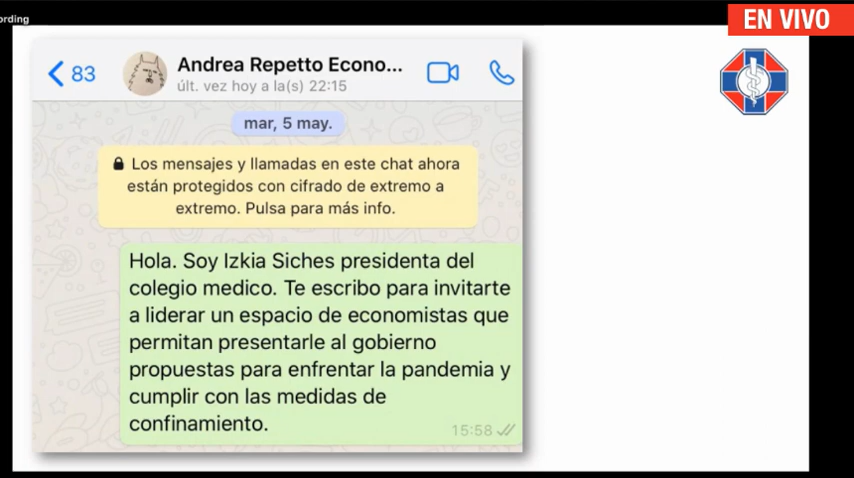 ording
EN VIVO
83
Andrea Repetto Econo...
últ. vez hoy a la(s) 22:15
mar, 5 may.
Los mensajes y llamadas en este chat ahora
están protegidos con cifrado de extremo a
extremo. Pulsa para más info.
Hola. Soy Izkia Siches presidenta del
colegio medico. Te escribo para invitarte
a liderar un espacio de economistas que
permitan presentarle al gobierno
propuestas para enfrentar la pandemia y
cumplir con las medidas de
confinamiento.
15:58